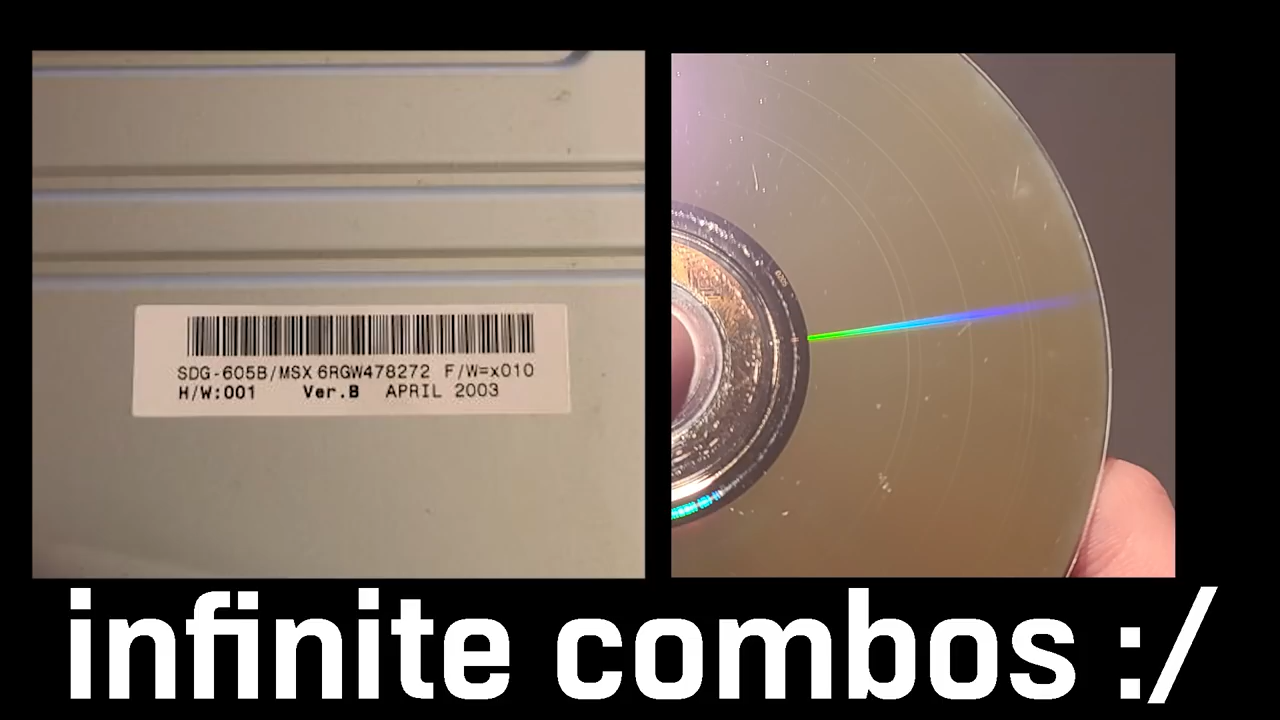 SDG-605B/MSX 6RGW478272 F/W=x010
H/W:001 Ver.B APRIL 2003
infinite combos :/